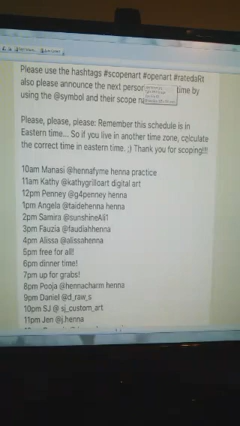 Please use the hashtags #scopenart #openart #ratedaRt
also please announce the next person time by
using the @symbol and their scope
Please, please, please: Remember this schedule is in
Eastern time... So if you live in another time zone, calculate
the correct time in eastern time. ;) Thank you for scoping!!!
10am Manasi @hennafyme henna practice
11am Kathy @kathygrilloart digital art
12pm Penney @g4penney henna
1pm Angela @taidehenna henna
2pm Samira @sunshineAli1
3pm Fauzia @faudiahhenna
4pm Alissa @alissahenna
5pm free for all!
6pm dinner time!
7pm up for grabs!
8pm Pooja @hennacharm henna
9pm Daniel @d_raw_s
10pm SJ @ sj_custom_art
11pm Jen @j.henna